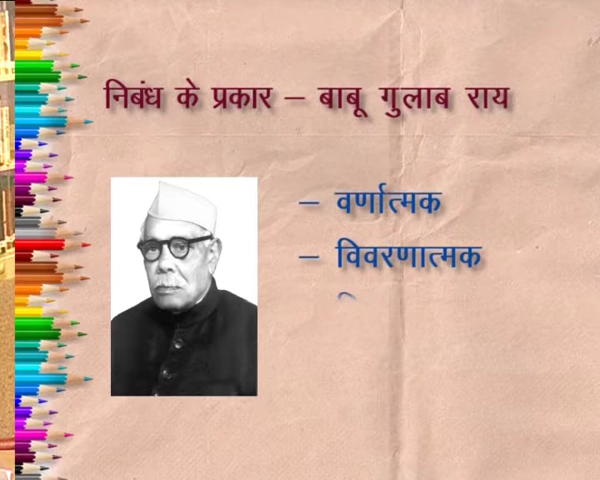 निबंध के प्रकार – बाबू गुलाब राय
– वर्णात्मक
– विवरणात्मक